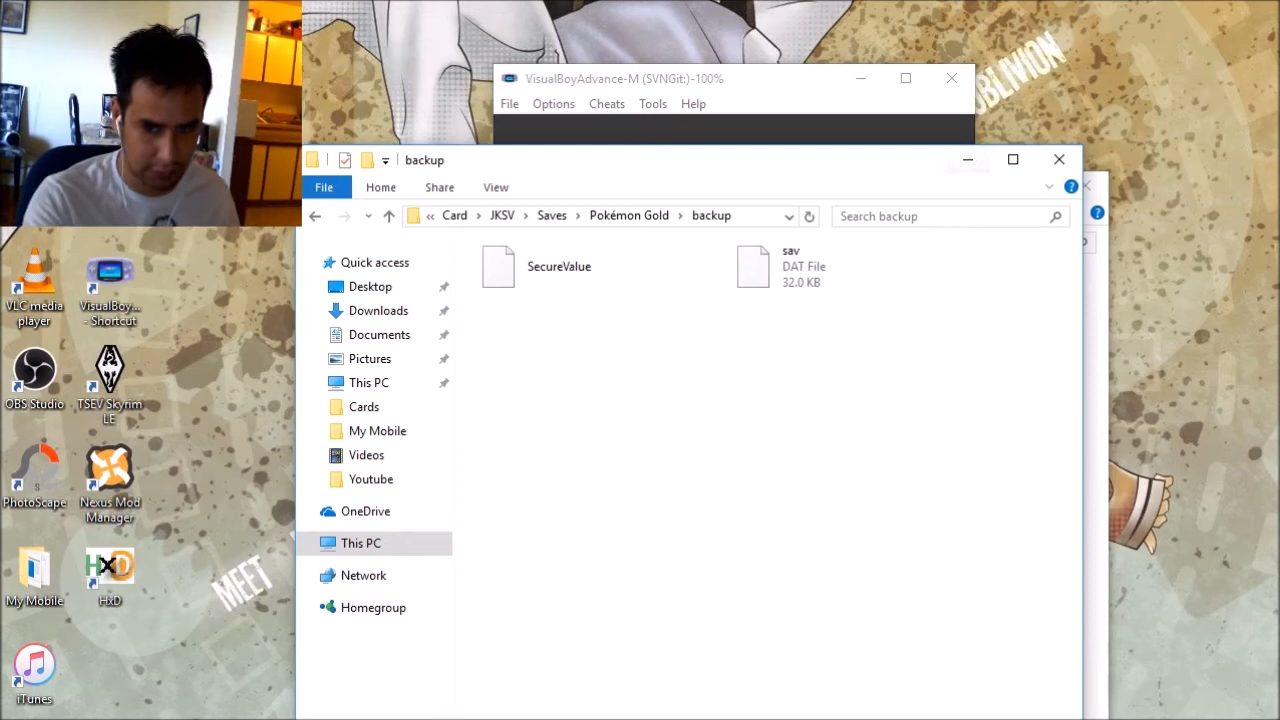 OBLIVION
VisualBoyAdvance-M (SVNGit:)-100%
File Options Cheats Tools Help
backup
File Home Share View
« Card > JKSV > Saves > Pokémon Gold > backup
Search backup
Quick access
Desktop
Downloads
Documents
Pictures
This PC
Cards
My Mobile
Videos
Youtube
OneDrive
This PC
Network
Homegroup
SecureValue
sav
DAT File
32.0 KB
VLC media
player
VisualBoy...
- Shortcut
OBS Studio
TSEV Skyrim
LE
PhotoScape
Nexus Mod
Manager
My Mobile
HxD
HxD
iTunes
MEET